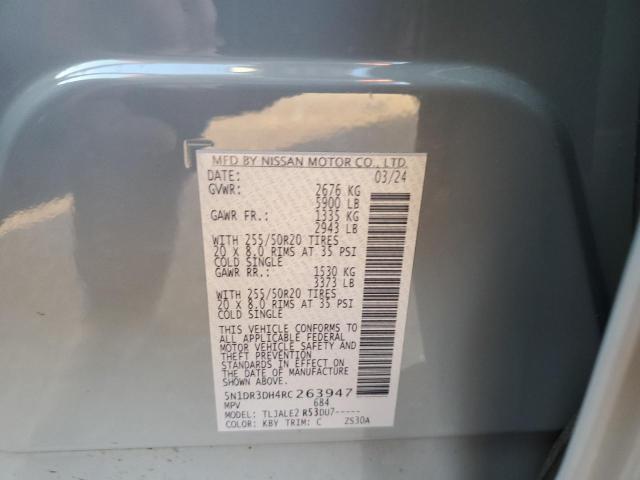 MFD BY NISSAN MOTOR CO., LTD.
DATE: 03/24
GVWR: 2676 KG
5900 LB
GAWR FR.: 1335 KG
2943 LB
WITH 255/50R20 TIRES
20 X 8.0 RIMS AT 35 PSI
COLD SINGLE
GAWR RR.: 1530 KG
3373 LB
WITH 255/50R20 TIRES
20 X 8.0 RIMS AT 35 PSI
COLD SINGLE
THIS VEHICLE CONFORMS TO
ALL APPLICABLE FEDERAL
MOTOR VEHICLE SAFETY AND
THEFT PREVENTION
STANDARDS IN EFFECT ON
THE DATE OF MANUFACTURE
SHOWN ABOVE.
5N1DR3DH4RC 263947
MPV 684
MODEL: TLJALE2 R53DU7-----
COLOR: KBY TRIM: C ZS30A